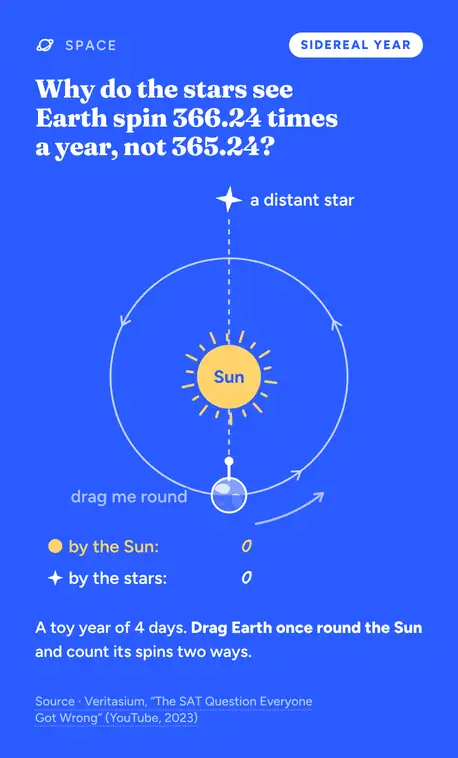 SPACE
SIDEREAL YEAR
Why do the stars see
Earth spin 366.24 times
a year, not 365.24?
a distant star
Sun
drag me round
by the Sun: 0
by the stars: 0
A toy year of 4 days. Drag Earth once round the Sun
and count its spins two ways.
Source · Veritasium, “The SAT Question Everyone
Got Wrong” (YouTube, 2023)